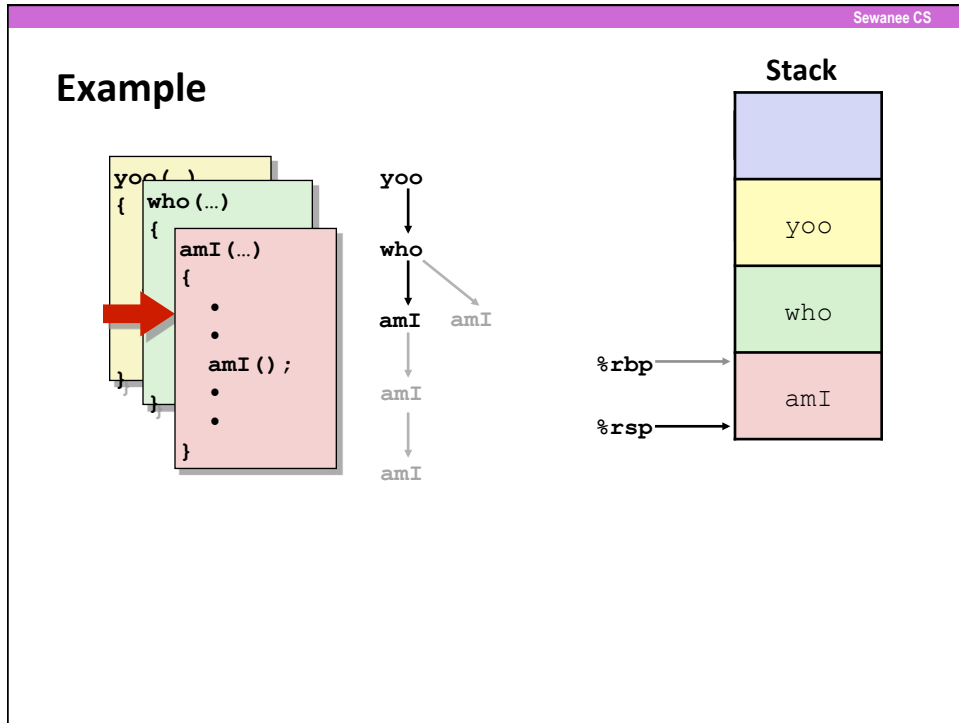 Sewanee CS
Example
yoo(…)
{
}
who(…)
{
}
amI(…)
{
•
•
amI();
•
•
}
yoo
who
amI amI
amI
amI
Stack
yoo
who
%rbp
amI
%rsp